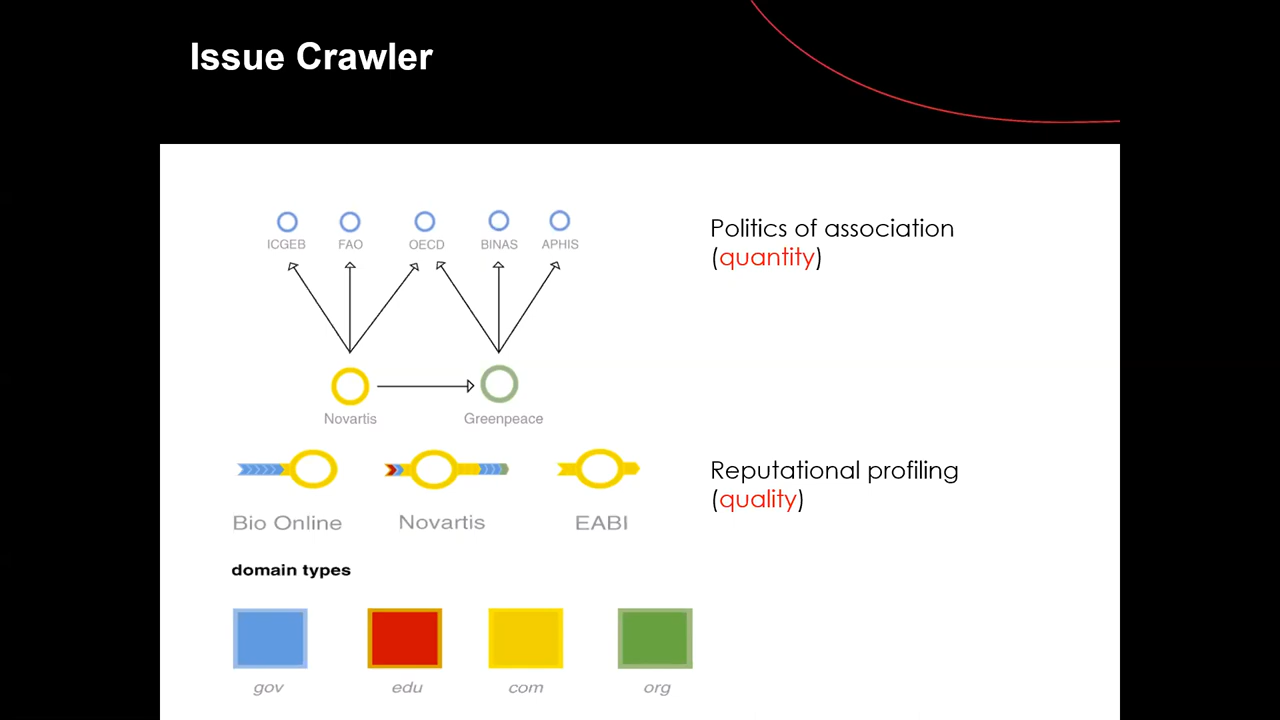 Issue Crawler
ICGEB FAO OECD BINAS APHIS
Politics of association
(quantity)
Novartis Greenpeace
Reputational profiling
(quality)
Bio Online Novartis EABI
domain types
gov edu com org